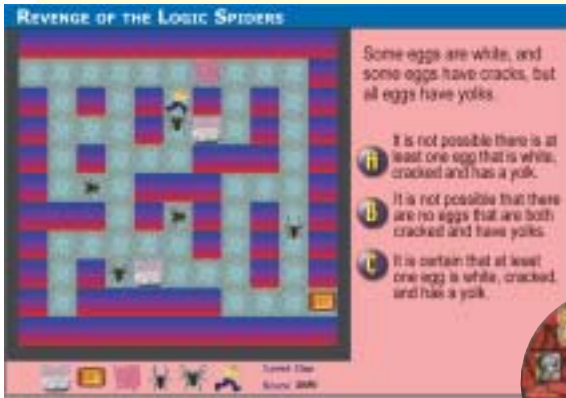 REVENGE OF THE LOGIC SPIDERS
Some eggs are white, and
some eggs have cracks, but
all eggs have yolks.
A
It is not possible there is at
least one egg that is white,
cracked and has a yolk.
B
It is not possible that there
are no eggs that are both
cracked and have yolks.
C
It is certain that at least
one egg is white, cracked,
and has a yolk.
Level One
Score